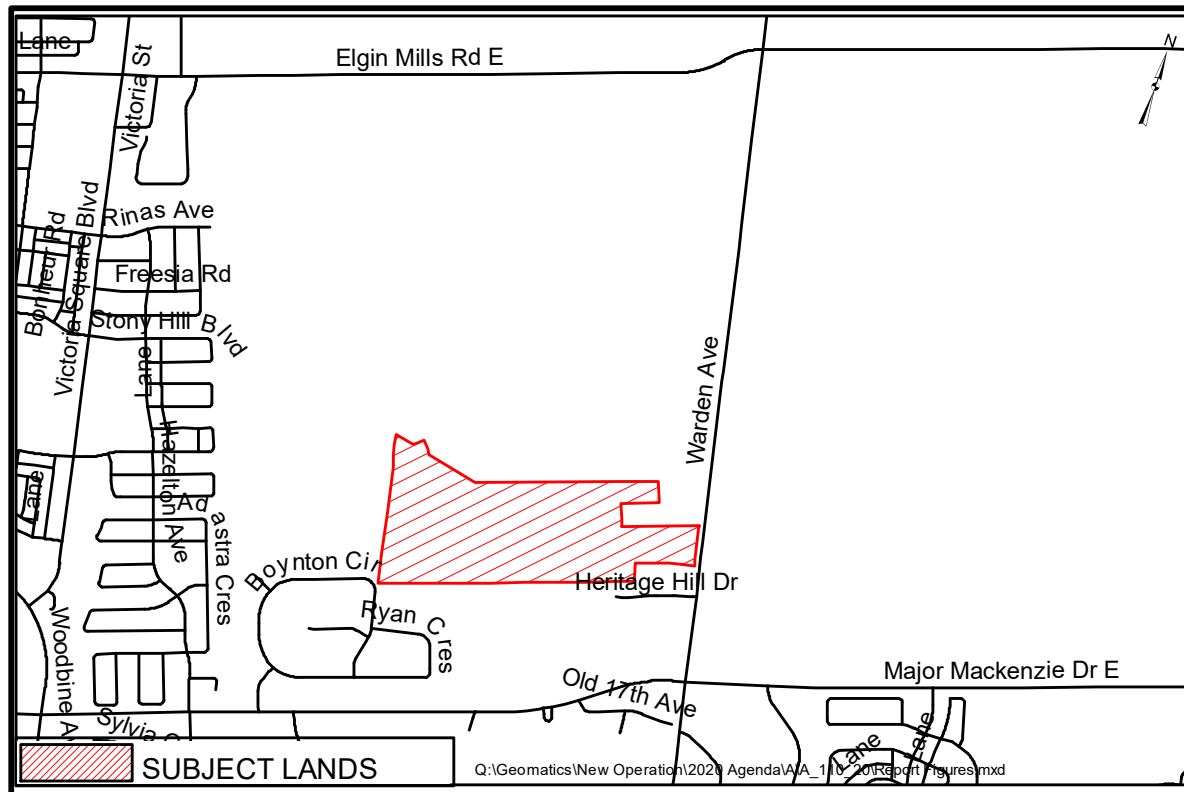 Lane
Victoria St
Elgin Mills Rd E
N
Rinas Ave
Bonheur Rd
Victoria Square Blvd
Freesia Rd
Stony Hill Blvd
Lane
Warden Ave
Hazelton Ave
Lane
Adastra Cres
Boynton Cir
Heritage Hill Dr
Ryan Cres
Woodbine A
Major Mackenzie Dr E
Old 17th Ave
Sylvia
Lane
Lane
SUBJECT LANDS
Q:\Geomatics\New Operation\2020 Agenda\A\A_110_20\Report Figures.mxd